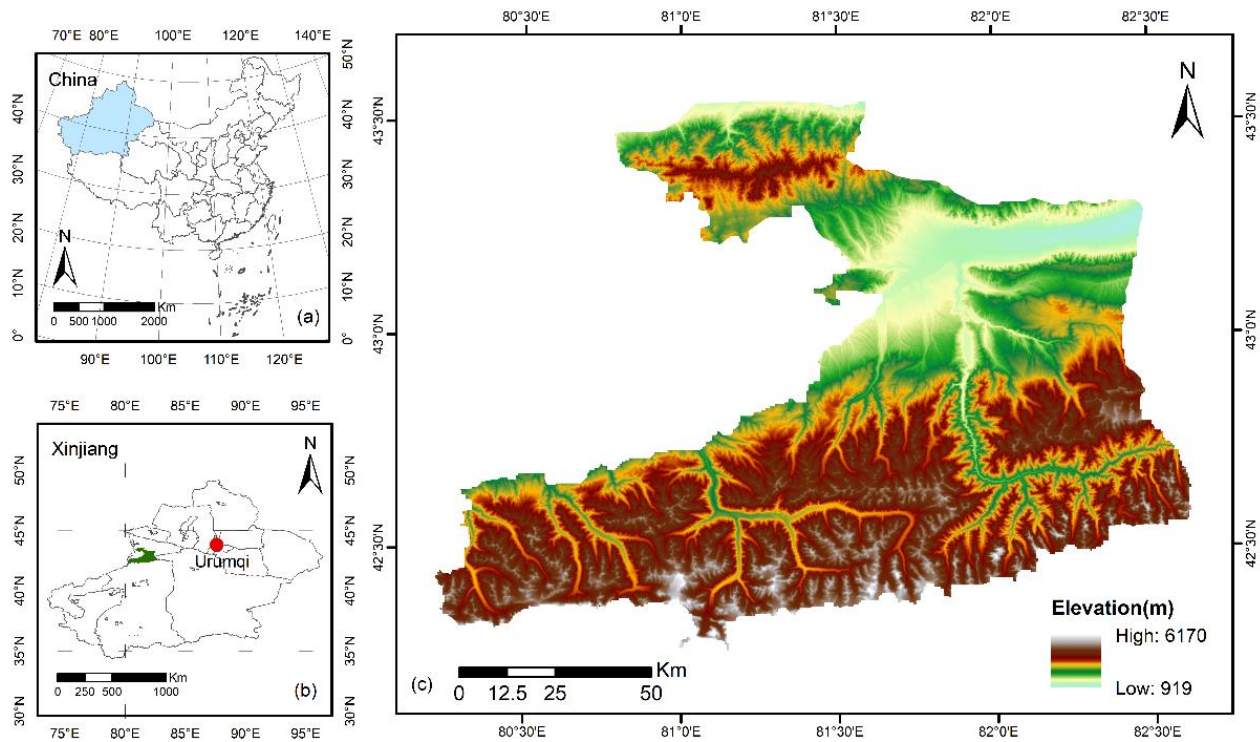 70°E 80°E 100°E 120°E 140°E
China
50°N
40°N
30°N
20°N
10°N
0°
40°N
30°N
20°N
10°N
0°
N
0 500 1000 2000 Km
(a)
90°E 100°E 110°E 120°E
75°E 80°E 85°E 90°E 95°E
Xinjiang
N
50°N
45°N
40°N
35°N
30°N
50°N
45°N
40°N
35°N
30°N
Urumqi
0 250 500 1000 Km
(b)
75°E 80°E 85°E 90°E 95°E
80°30'E 81°0'E 81°30'E 82°0'E 82°30'E
N
43°30'N
43°0'N
42°30'N
43°30'N
43°0'N
42°30'N
Elevation(m)
High: 6170
Low: 919
(c)
0 12.5 25 50 Km
80°30'E 81°0'E 81°30'E 82°0'E 82°30'E